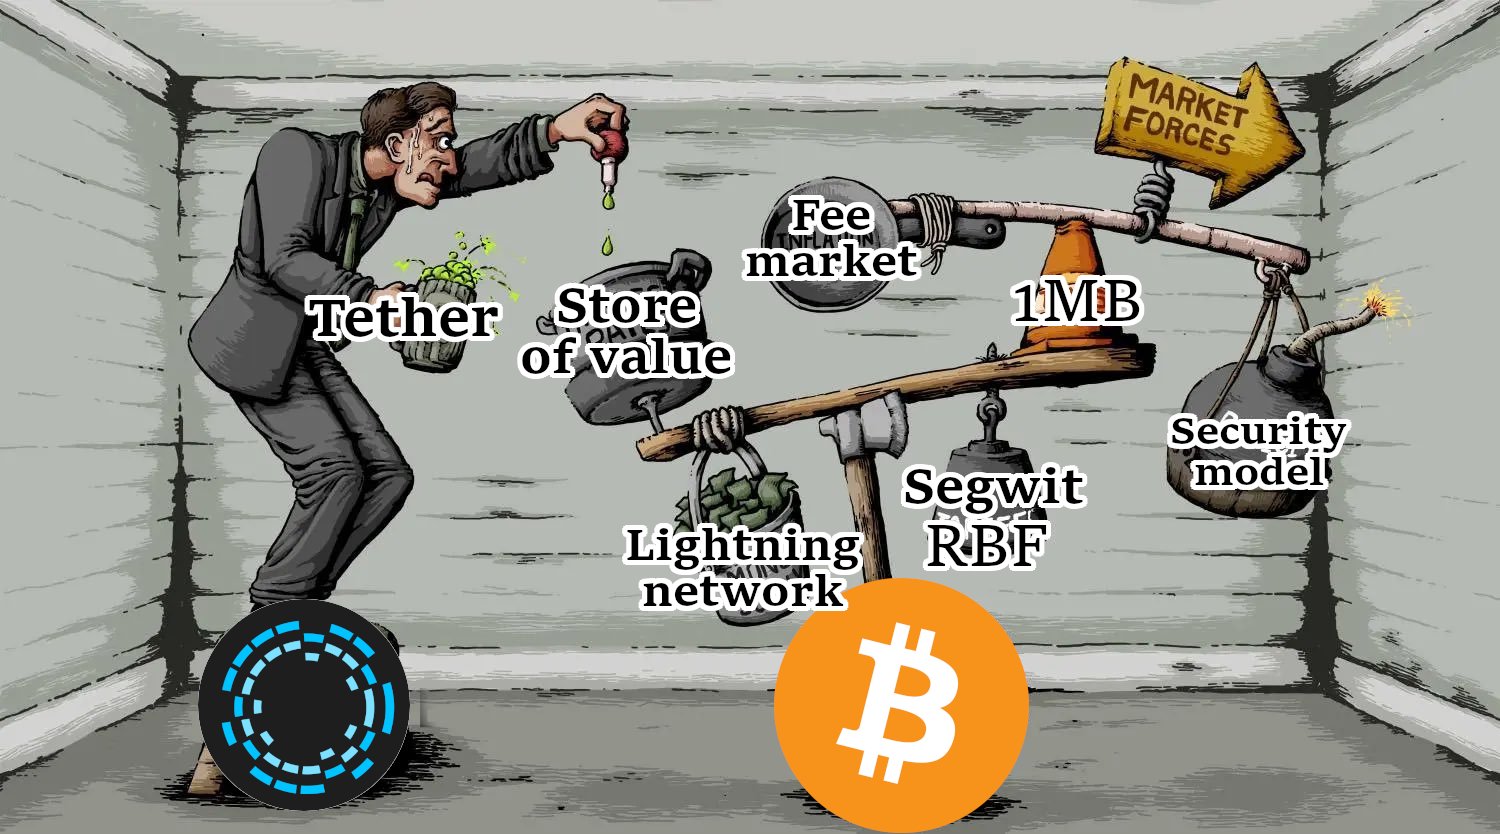 MARKET
FORCES
Fee
market
Tether
Store
of value
1MB
Security
model
Segwit
RBF
Lightning
network